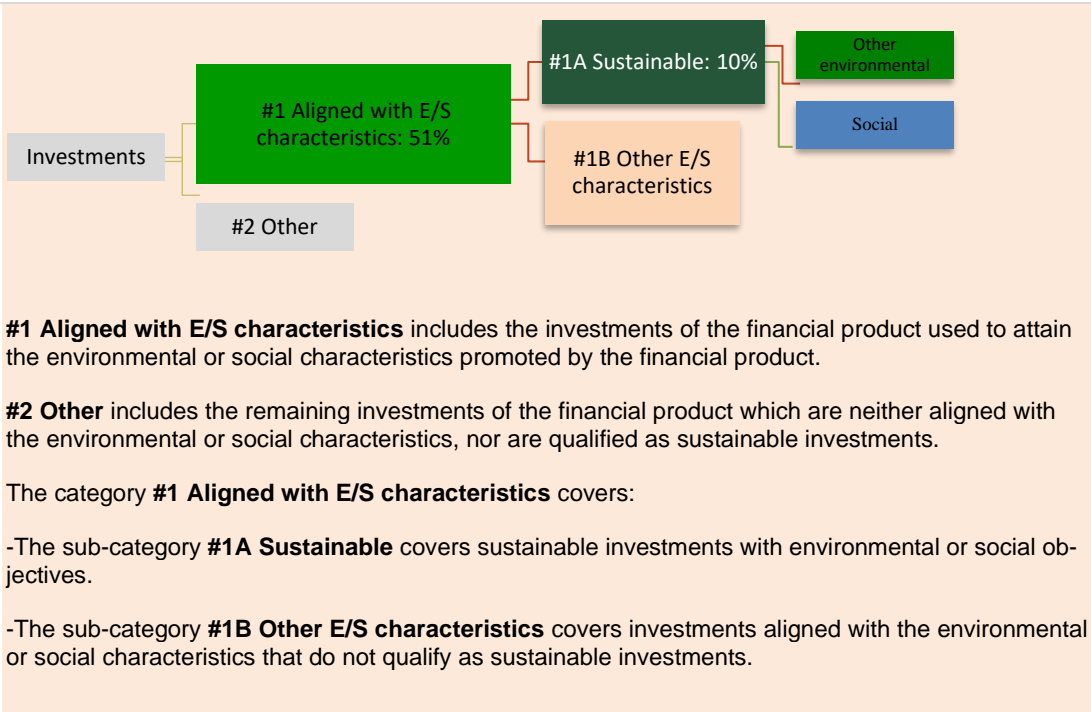 Investments
#1 Aligned with E/S
characteristics: 51%
#2 Other
#1A Sustainable: 10%
#1B Other E/S
characteristics
Other
environmental
Social
#1 Aligned with E/S characteristics includes the investments of the financial product used to attain
the environmental or social characteristics promoted by the financial product.
#2 Other includes the remaining investments of the financial product which are neither aligned with
the environmental or social characteristics, nor are qualified as sustainable investments.
The category #1 Aligned with E/S characteristics covers:
-The sub-category #1A Sustainable covers sustainable investments with environmental or social ob-
jectives.
-The sub-category #1B Other E/S characteristics covers investments aligned with the environmental
or social characteristics that do not qualify as sustainable investments.